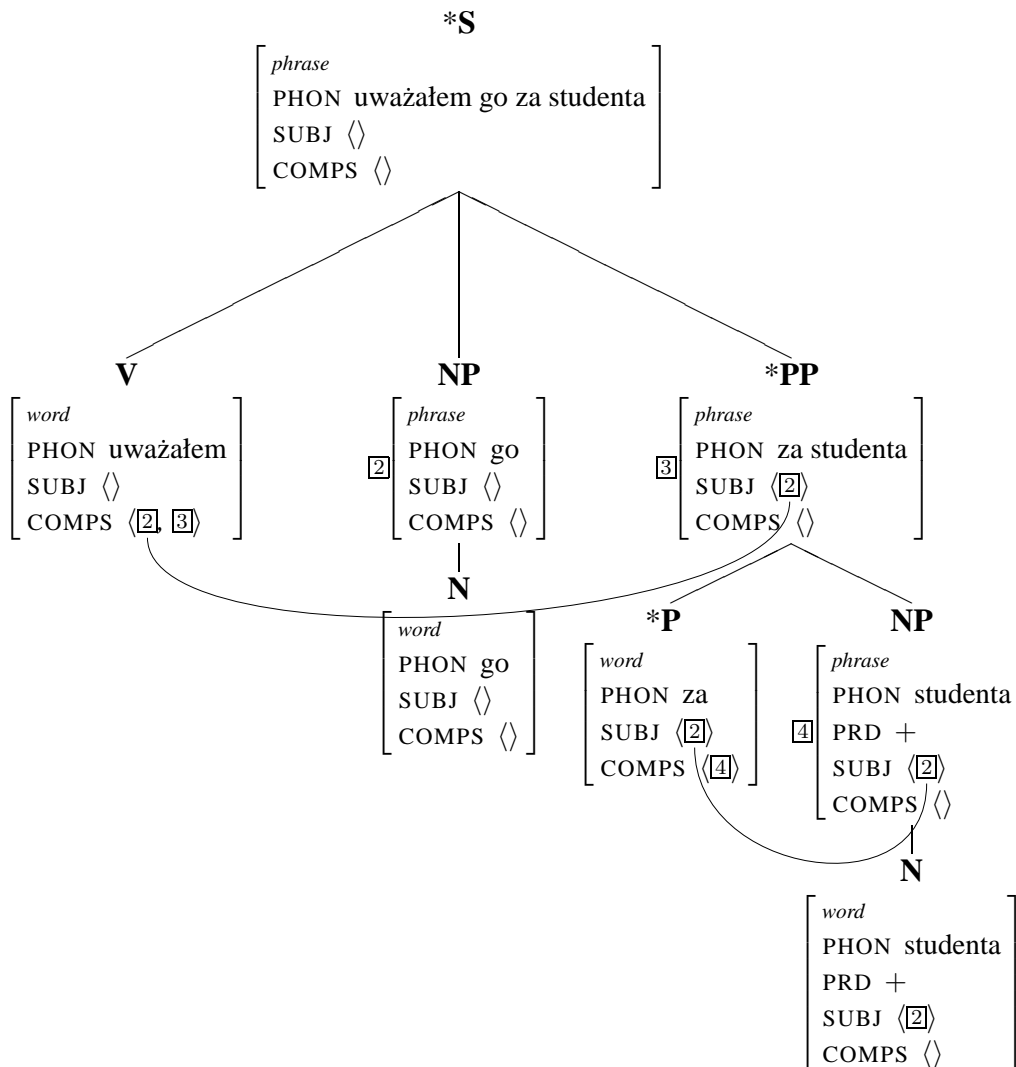 *S
phrase
PHON uważałem go za studenta
SUBJ ⟨⟩
COMPS ⟨⟩
V
word
PHON uważałem
SUBJ ⟨⟩
COMPS ⟨2, 3⟩
NP
2
phrase
PHON go
SUBJ ⟨⟩
COMPS ⟨⟩
*PP
3
phrase
PHON za studenta
SUBJ ⟨2⟩
COMPS ⟨⟩
N
word
PHON go
SUBJ ⟨⟩
COMPS ⟨⟩
*P
word
PHON za
SUBJ ⟨2⟩
COMPS ⟨4⟩
NP
4
phrase
PHON studenta
PRD +
SUBJ ⟨2⟩
COMPS ⟨⟩
N
word
PHON studenta
PRD +
SUBJ ⟨2⟩
COMPS ⟨⟩